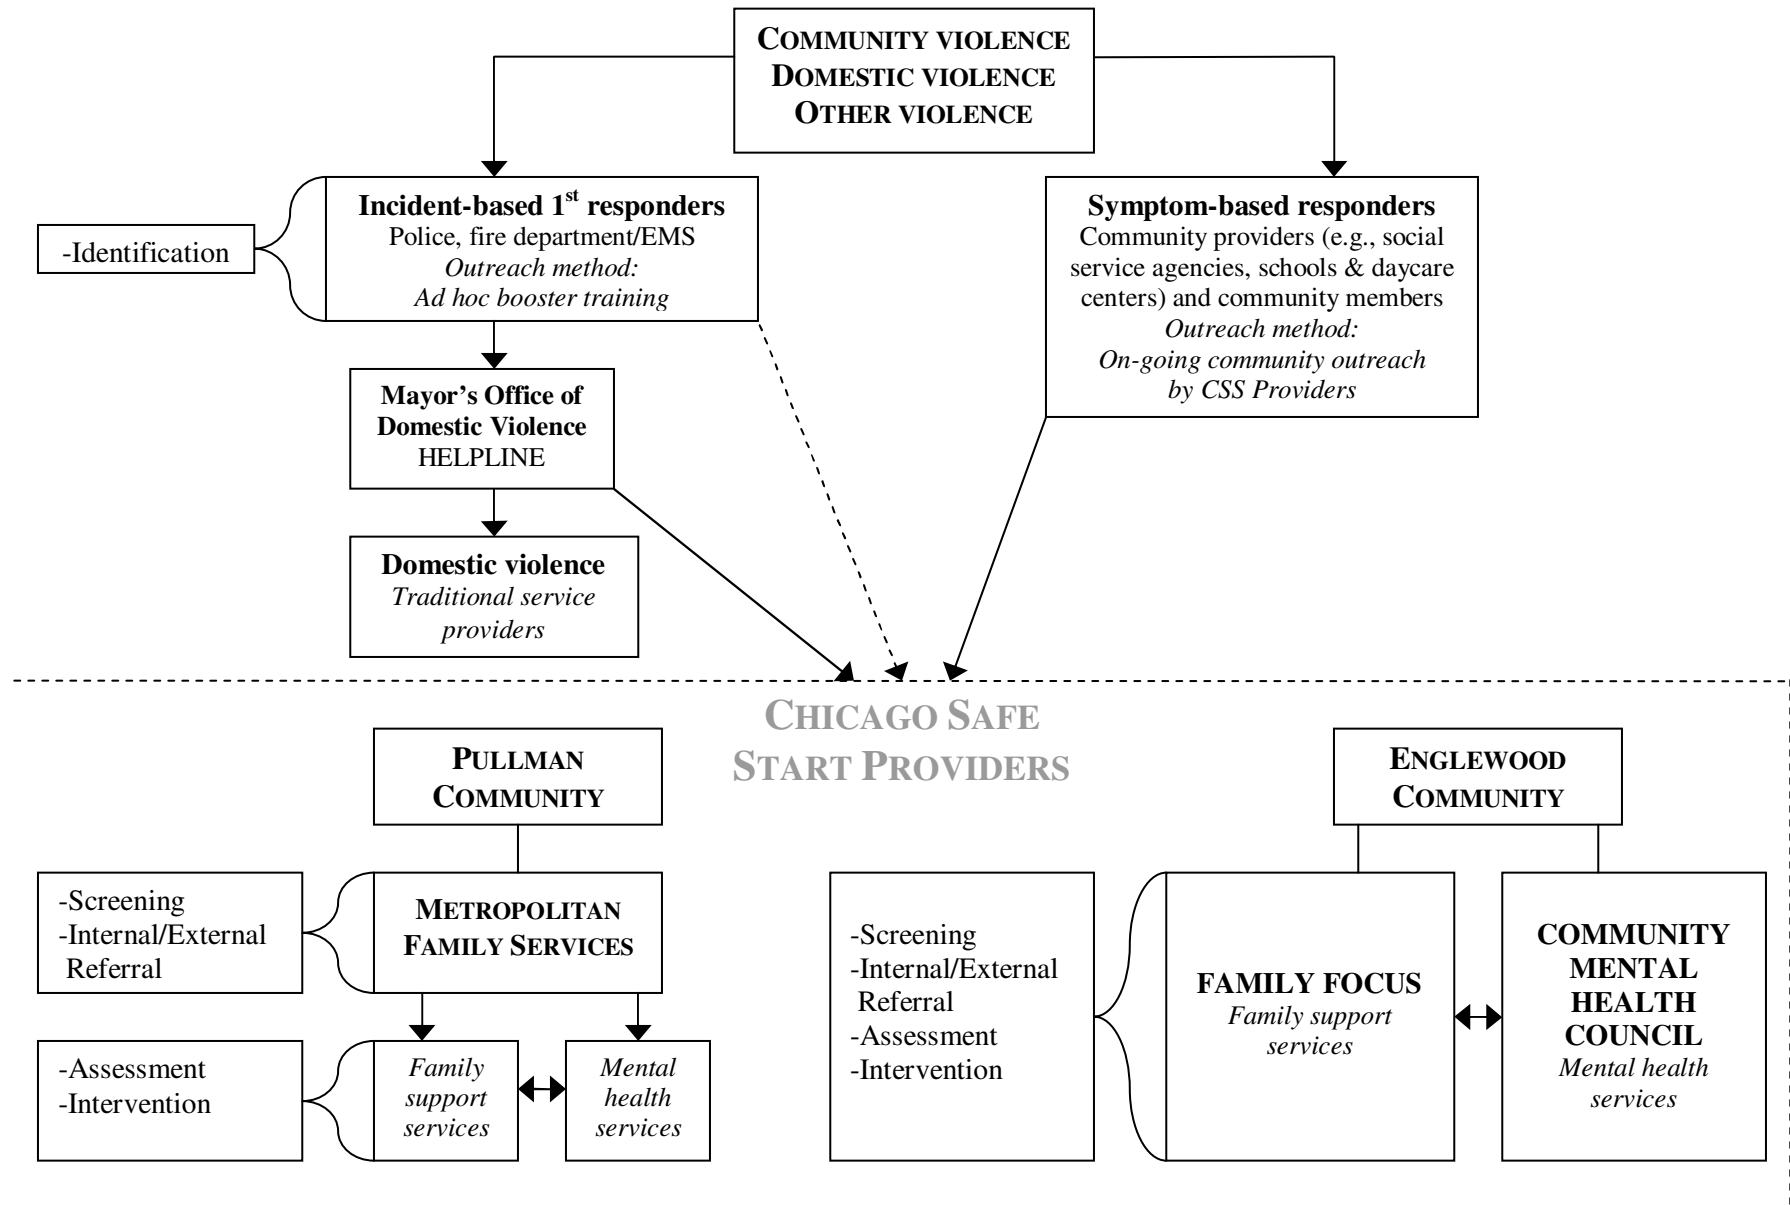 COMMUNITY VIOLENCE
DOMESTIC VIOLENCE
OTHER VIOLENCE
-Identification
Incident-based 1st responders
Police, fire department/EMS
Outreach method:
Ad hoc booster training
Symptom-based responders
Community providers (e.g., social
service agencies, schools & daycare
centers) and community members
Outreach method:
On-going community outreach
by CSS Providers
Mayor’s Office of
Domestic Violence
HELPLINE
Domestic violence
Traditional service
providers
CHICAGO SAFE
START PROVIDERS
PULLMAN
COMMUNITY
-Screening
-Internal/External
Referral
METROPOLITAN
FAMILY SERVICES
-Assessment
-Intervention
Family
support
services
Mental
health
services
ENGLEWOOD
COMMUNITY
-Screening
-Internal/External
Referral
-Assessment
-Intervention
FAMILY FOCUS
Family support
services
COMMUNITY
MENTAL
HEALTH
COUNCIL
Mental health
services